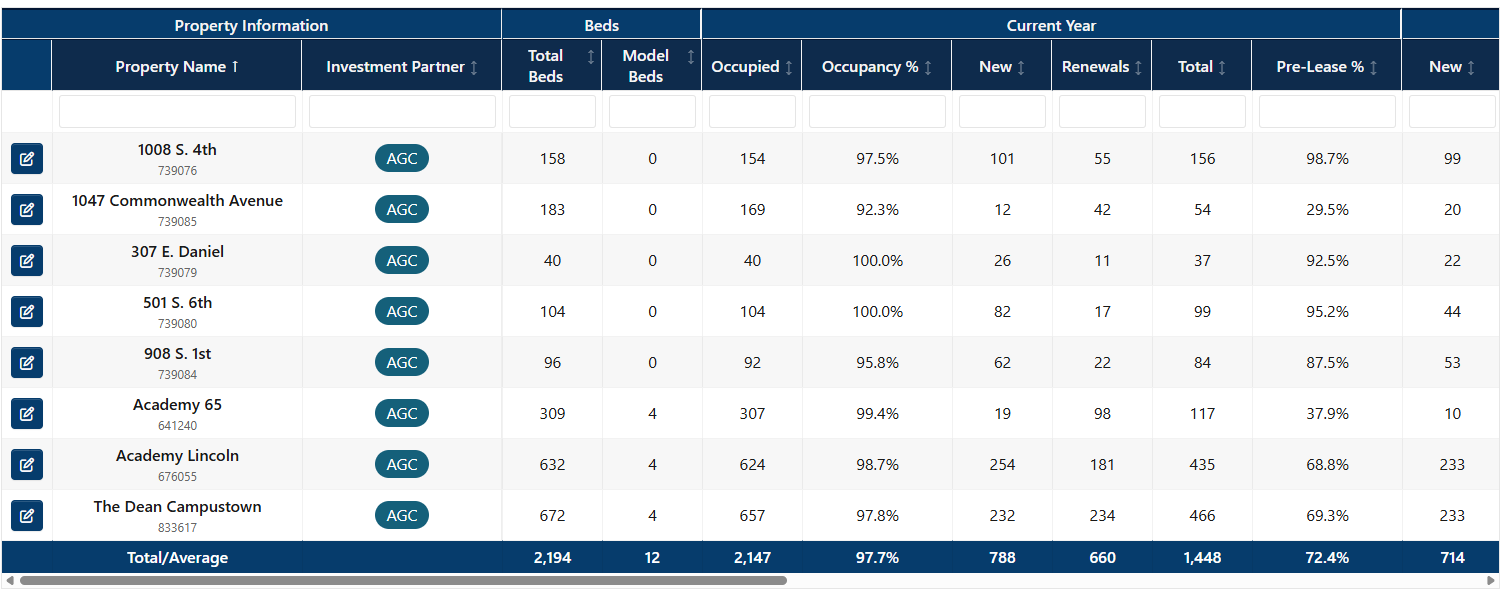 Property Information Beds Current Year
Property Name ↑ Investment Partner Total Beds Model Beds Occupied Occupancy % New Renewals Total Pre-Lease % New
1008 S. 4th AGC 158 0 154 97.5% 101 55 156 98.7% 99
739076
1047 Commonwealth Avenue AGC 183 0 169 92.3% 12 42 54 29.5% 20
739085
307 E. Daniel AGC 40 0 40 100.0% 26 11 37 92.5% 22
739079
501 S. 6th AGC 104 0 104 100.0% 82 17 99 95.2% 44
739080
908 S. 1st AGC 96 0 92 95.8% 62 22 84 87.5% 53
739084
Academy 65 AGC 309 4 307 99.4% 19 98 117 37.9% 10
641240
Academy Lincoln AGC 632 4 624 98.7% 254 181 435 68.8% 233
676055
The Dean Campustown AGC 672 4 657 97.8% 232 234 466 69.3% 233
833617
Total/Average 2,194 12 2,147 97.7% 788 660 1,448 72.4% 714